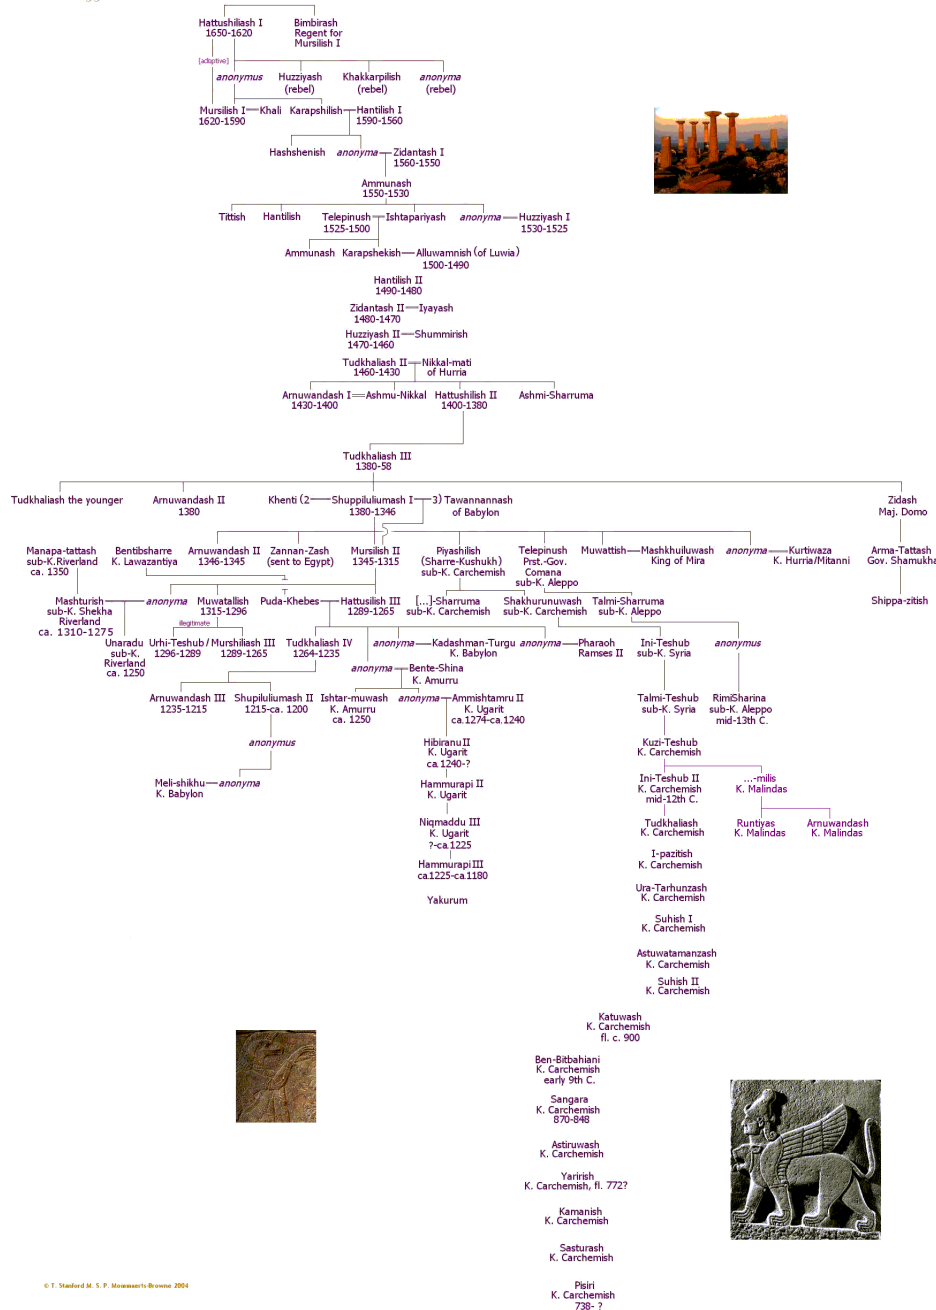 Hattushiliash I Bimbirash
1650-1620 Regent for
Mursilish I
[adoptive]
anonymus Huzziyash Khakkarpilish anonyma
(rebel) (rebel) (rebel)
Mursilish I Khali Karapshilish Hantilish I
1620-1590 1590-1560
Hashshenish anonyma Zidantash I
1560-1550
Ammunash
1550-1530
Tittish Hantilish Telepinush Ishtapariyash anonyma Huzziyash I
1525-1500 1530-1525
Ammunash Karapshekish Alluwamnish (of Luwia)
1500-1490
Hantilish II
1490-1480
Zidantash II Iyayash
1480-1470
Huzziyash II Shummirish
1470-1460
Tudkhaliash II Nikkal-mati
1460-1430 of Hurria
Arnuwandash I Ashmu-Nikkal Hattushilish II Ashmi-Sharruma
1430-1400 1400-1380
Tudkhaliash III
1380-58
Tudkhaliash the younger Arnuwandash II Khenti (2 Shuppiluliumash I 3) Tawannannash Zidash
1380 1380-1346 of Babylon Maj. Domo
Manapa-tattash Bentibsharre Arnuwandash II Zannan-Zash Mursilish II Piyashilish Telepinush Muwattish Mashkhuiluwash anonyma Kurtiwaza Arma-Tattash
sub-K.Riverland K. Lawazantiya 1346-1345 (sent to Egypt) 1345-1315 (Sharre-Kushukh) Prst.-Gov. King of Mira K. Hurria/Mitanni Gov. Shamukha
ca. 1350 sub-K. Carchemish Comana
sub-K. Aleppo
Mashturish anonyma Muwatallish Puda-Khebes Hattusilish III [...]-Sharruma Shakhurunuwash Talmi-Sharruma Shippa-zitish
sub-K. Shekha 1315-1296 1289-1265 sub-K. Carchemish sub-K. Carchemish sub-K. Aleppo
Riverland
illegitimate
ca. 1310-1275
Unaradu Urhi-Teshub / Murshiliash III Tudkhaliash IV anonyma Kadashman-Turgu anonyma Pharaoh Ini-Teshub anonymus
sub-K. 1296-1289 1289-1265 1264-1235 K. Babylon Ramses II sub-K. Syria
Riverland
ca. 1250
anonyma Bente-Shina
K. Amurru
Arnuwandash III Shupiluliumash II Ishtar-muwash anonyma Ammishtamru II Talmi-Teshub RimiSharina
1235-1215 1215-ca. 1200 K. Amurru K. Ugarit sub-K. Syria sub-K. Aleppo
ca. 1250 ca.1274-ca.1240 mid-13th C.
anonymus Hibiranu II Kuzi-Teshub
K. Ugarit K. Carchemish
ca.1240-?
Meli-shikhu anonyma Hammurapi II Ini-Teshub II ...-milis
K. Babylon K. Ugarit K. Carchemish K. Malindas
mid-12th C.
Niqmaddu III Tudkhaliash Runtiyas Arnuwandash
K. Ugarit K. Carchemish K. Malindas K. Malindas
?-ca.1225
Hammurapi III I-pazitish
ca.1225-ca.1180 K. Carchemish
Yakurum Ura-Tarhunzash
K. Carchemish
Suhish I
K. Carchemish
Astuwatamanzash
K. Carchemish
Suhish II
K. Carchemish
Katuwash
K. Carchemish
fl. c. 900
Ben-Bitbahiani
K. Carchemish
early 9th C.
Sangara
K. Carchemish
870-848
Astiruwash
K. Carchemish
YaririsH
K. Carchemish, fl. 772?
Kamanish
K. Carchemish
Sasturash
K. Carchemish
Pisiri
K. Carchemish
738- ?
© T. Stanford M. S. P. Mommaerts-Browne 2004